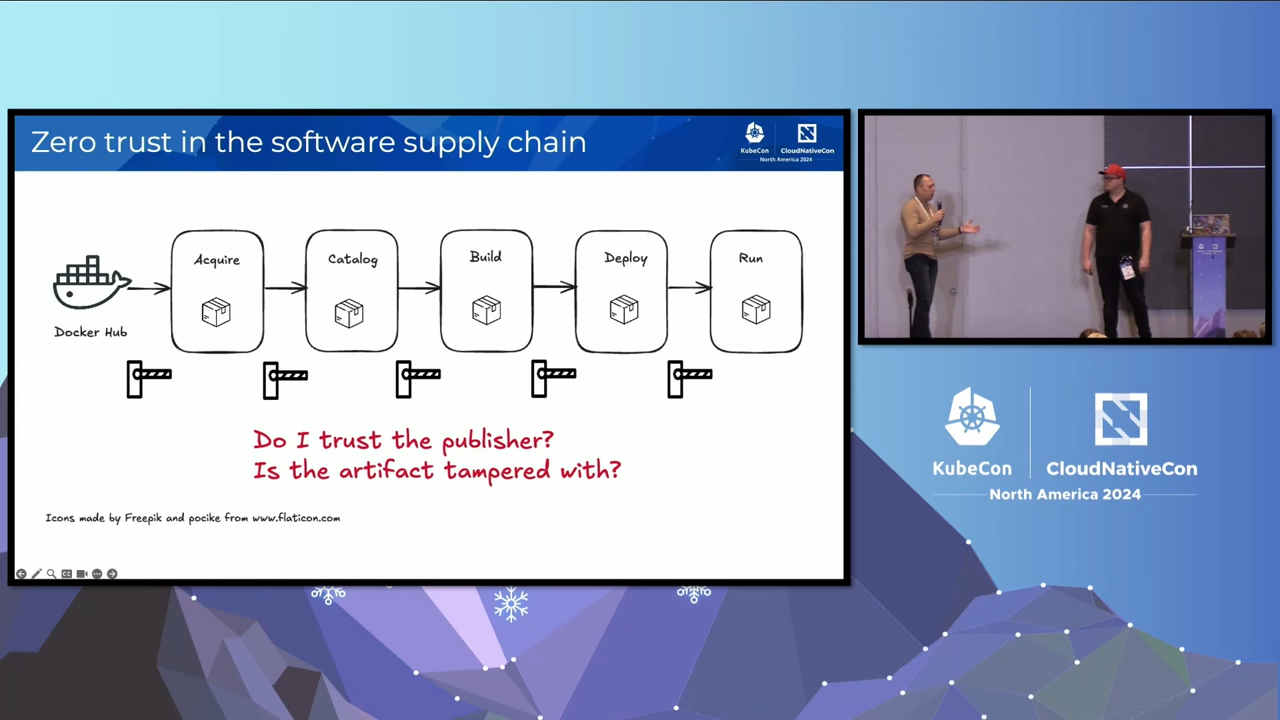 Zero trust in the software supply chain
KubeCon
CloudNativeCon
North America 2024
Acquire
Catalog
Build
Deploy
Run
Docker Hub
Do I trust the publisher?
Is the artifact tampered with?
Icons made by Freepik and pocike from www.flaticon.com
KubeCon
CloudNativeCon
North America 2024